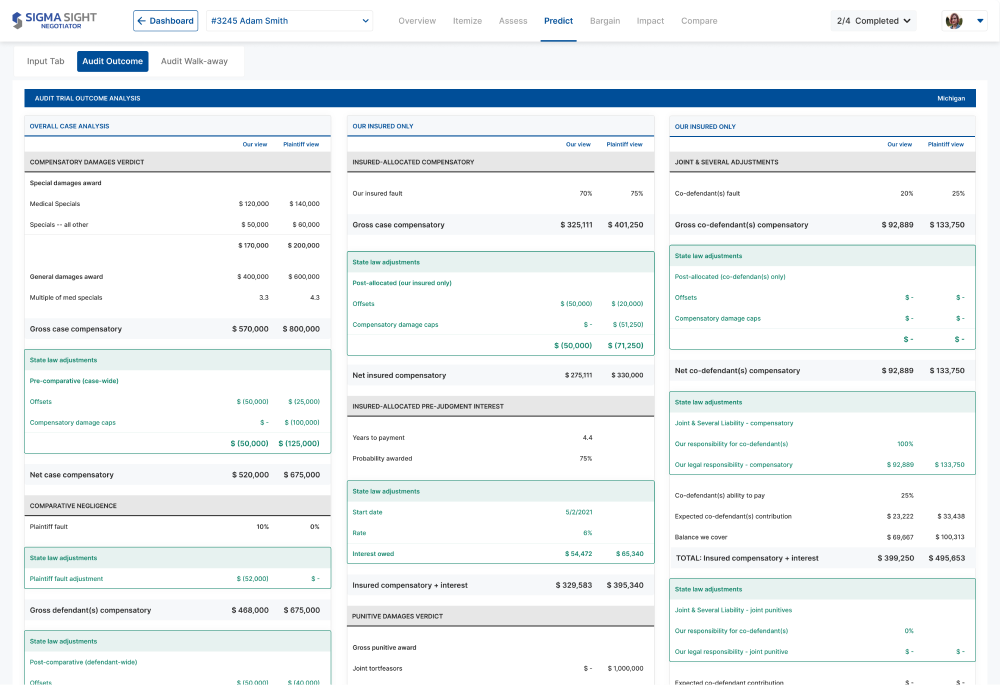 SIGMA SIGHT
NEGOTIATOR
Dashboard
#3245 Adam Smith
Overview
Itemize
Assess
Predict
Bargain
Impact
Compare
2/4 Completed
Input Tab
Audit Outcome
Audit Walk-away
AUDIT TRIAL OUTCOME ANALYSIS Michigan
OVERALL CASE ANALYSIS
Our view Plaintiff view
COMPENSATORY DAMAGES VERDICT
Special damages award
Medical Specials $ 120,000 $ 140,000
Specials -- all other $ 50,000 $ 60,000
$ 170,000 $ 200,000
General damages award $ 400,000 $ 600,000
Multiple of med specials 3.3 4.3
Gross case compensatory $ 570,000 $ 800,000
State law adjustments
Pre-comparative (case-wide)
Offsets $ (50,000) $ (25,000)
Compensatory damage caps $ - $ (100,000)
$ (50,000) $ (125,000)
Net case compensatory $ 520,000 $ 675,000
COMPARATIVE NEGLIGENCE
Plaintiff fault 10% 0%
State law adjustments
Plaintiff fault adjustment $ (52,000) $ -
Gross defendant(s) compensatory $ 468,000 $ 675,000
State law adjustments
Post-comparative (defendant-wide)
Offsets $ (50,000) $ (40,000)
OUR INSURED ONLY
Our view Plaintiff view
INSURED-ALLOCATED COMPENSATORY
Our insured fault 70% 75%
Gross case compensatory $ 325,111 $ 401,250
State law adjustments
Post-allocated (our insured only)
Offsets $ (50,000) $ (20,000)
Compensatory damage caps $ - $ (51,250)
$ (50,000) $ (71,250)
Net insured compensatory $ 275,111 $ 330,000
INSURED-ALLOCATED PRE-JUDGMENT INTEREST
Years to payment 4.4
Probability awarded 75%
State law adjustments
Start date 5/2/2021
Rate 6%
Interest owed $ 54,472 $ 65,340
Insured compensatory + interest $ 329,583 $ 395,340
PUNITIVE DAMAGES VERDICT
Gross punitive award
Joint tortfeasors $ - $ 1,000,000
OUR INSURED ONLY
Our view Plaintiff view
JOINT & SEVERAL ADJUSTMENTS
Co-defendant(s) fault 20% 25%
Gross co-defendant(s) compensatory $ 92,889 $ 133,750
State law adjustments
Post-allocated (co-defendan(s) only)
Offsets $ - $ -
Compensatory damage caps $ - $ -
$ - $ -
Net co-defendant(s) compensatory $ 92,889 $ 133,750
State law adjustments
Joint & Several Liability - compensatory
Our responsibility for co-defendant(s) 100%
Our legal responsibility - compensatory $ 92,889 $ 133,750
Co-defendant(s) ability to pay 25%
Expected co-defendant(s) contribution $ 23,222 $ 33,438
Balance we cover $ 69,667 $ 100,313
TOTAL: Insured compensatory + interest $ 399,250 $ 495,653
State law adjustments
Joint & Several Liability - joint punitives
Our responsibility for co-defendant(s) 0%
Our legal responsibility - joint punitive $ - $ -
Expected co-defendant contribution $ - $ -